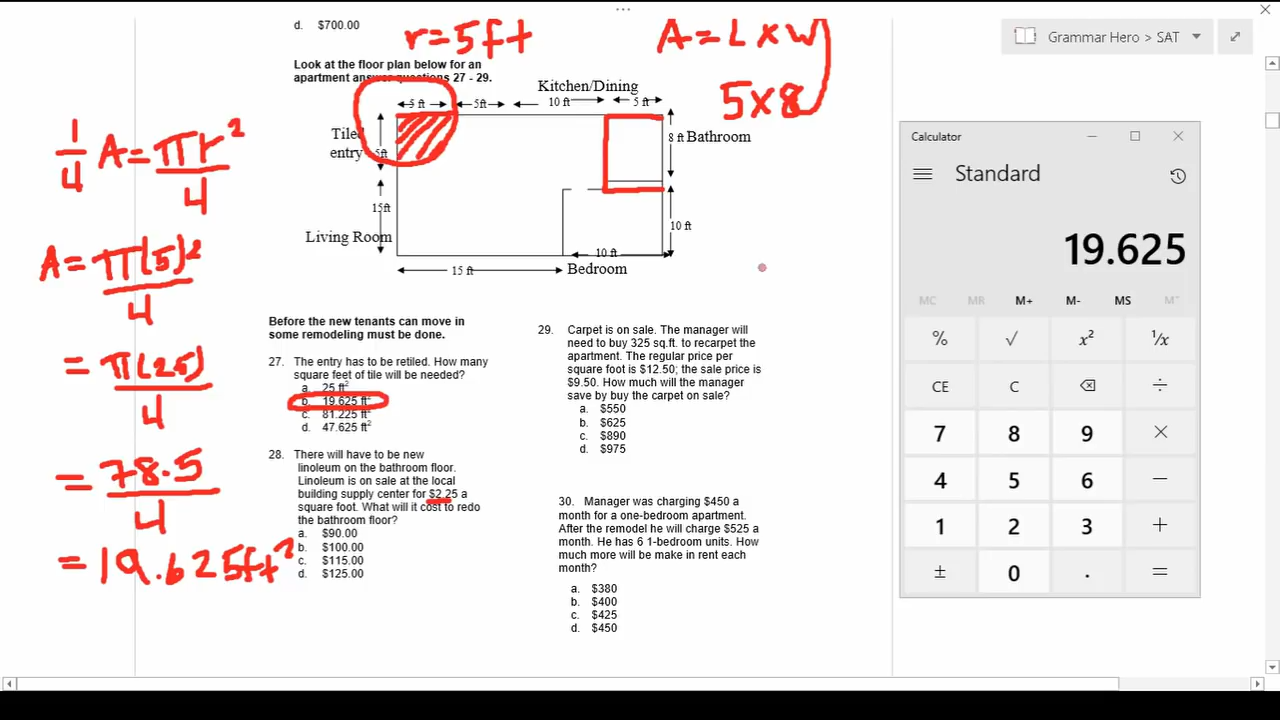 d. $700.00
r=5ft
A=L×W
5×8
Look at the floor plan below for an
apartment answer questions 27 - 29.
Kitchen/Dining
5 ft
5ft
10 ft
5 ft
Tiled
entry
5ft
8 ft
Bathroom
15ft
10 ft
Living Room
10 ft
15 ft
Bedroom
1/4 A=πr²/4
A=π(5)²/4
=π(25)/4
=78.5/4
=19.625ft²
Before the new tenants can move in
some remodeling must be done.
27. The entry has to be retiled. How many
square feet of tile will be needed?
a. 25 ft²
b. 19.625 ft²
c. 81.225 ft²
d. 47.625 ft²
28. There will have to be new
linoleum on the bathroom floor.
Linoleum is on sale at the local
building supply center for $2.25 a
square foot. What will it cost to redo
the bathroom floor?
a. $90.00
b. $100.00
c. $115.00
d. $125.00
29. Carpet is on sale. The manager will
need to buy 325 sq.ft. to recarpet the
apartment. The regular price per
square foot is $12.50; the sale price is
$9.50. How much will the manager
save by buy the carpet on sale?
a. $550
b. $625
c. $890
d. $975
30. Manager was charging $450 a
month for a one-bedroom apartment.
After the remodel he will charge $525 a
month. He has 6 1-bedroom units. How
much more will be make in rent each
month?
a. $380
b. $400
c. $425
d. $450
Grammar Hero > SAT
Calculator
Standard
19.625
MC MR M+ M- MS M˅
% √ x² ¹/x
CE C ÷
7 8 9 ×
4 5 6 −
1 2 3 +
± 0 . =